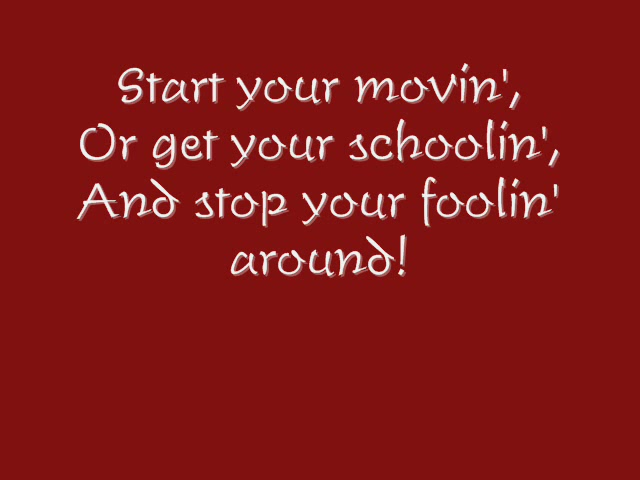 Start your movin',
Or get your schoolin',
And stop your foolin'
around!